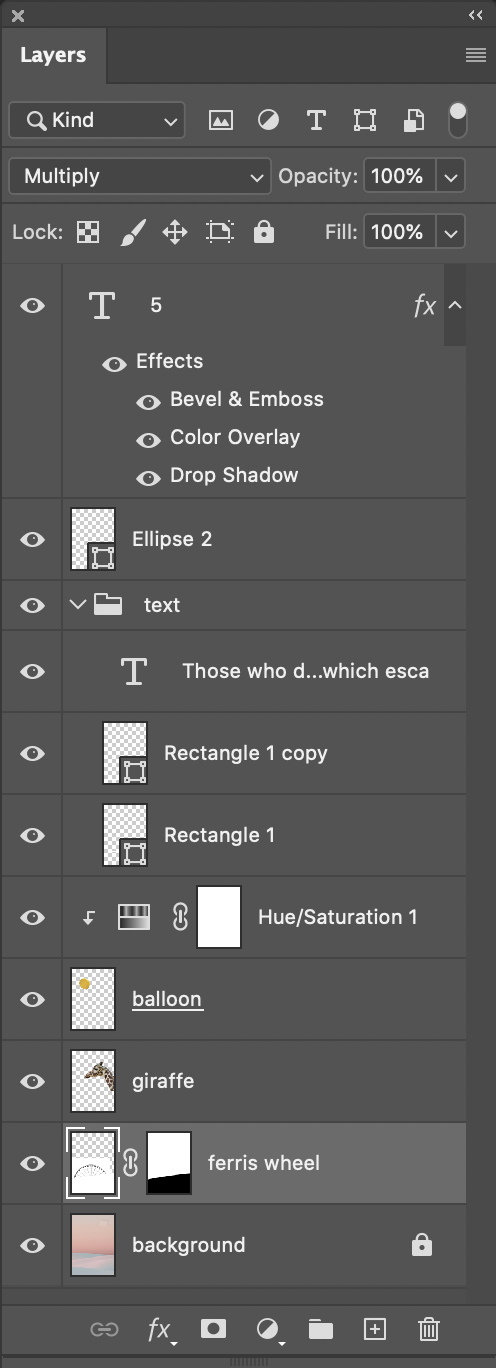 Layers
Kind
Multiply Opacity: 100%
Lock: Fill: 100%
T 5 fx
Effects
Bevel & Emboss
Color Overlay
Drop Shadow
Ellipse 2
text
T Those who d...which esca
Rectangle 1 copy
Rectangle 1
Hue/Saturation 1
balloon
giraffe
ferris wheel
background
fx